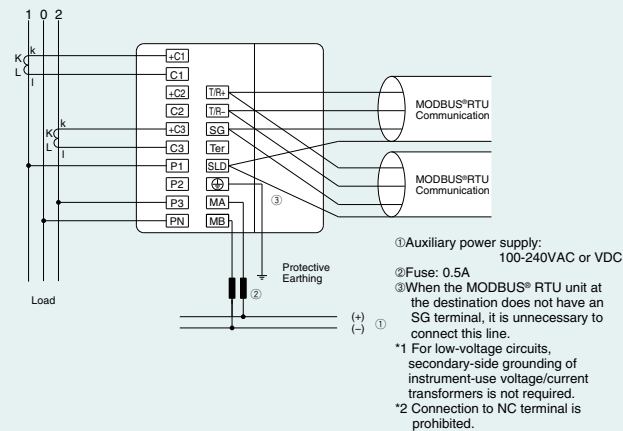 1 0 2
k
K
L
l
k
K
L
l
+C1
C1
+C2
C2
+C3
C3
P1
P2
P3
PN
T/R+
T/R−
SG
Ter
SLD
MA
MB
③
MODBUS®RTU
Communication
MODBUS®RTU
Communication
Protective
Earthing
②
Load
(+)
(−)
①
①Auxiliary power supply:
100-240VAC or VDC
②Fuse: 0.5A
③When the MODBUS® RTU unit at
the destination does not have an
SG terminal, it is unnecessary to
connect this line.
*1 For low-voltage circuits,
secondary-side grounding of
instrument-use voltage/current
transformers is not required.
*2 Connection to NC terminal is
prohibited.